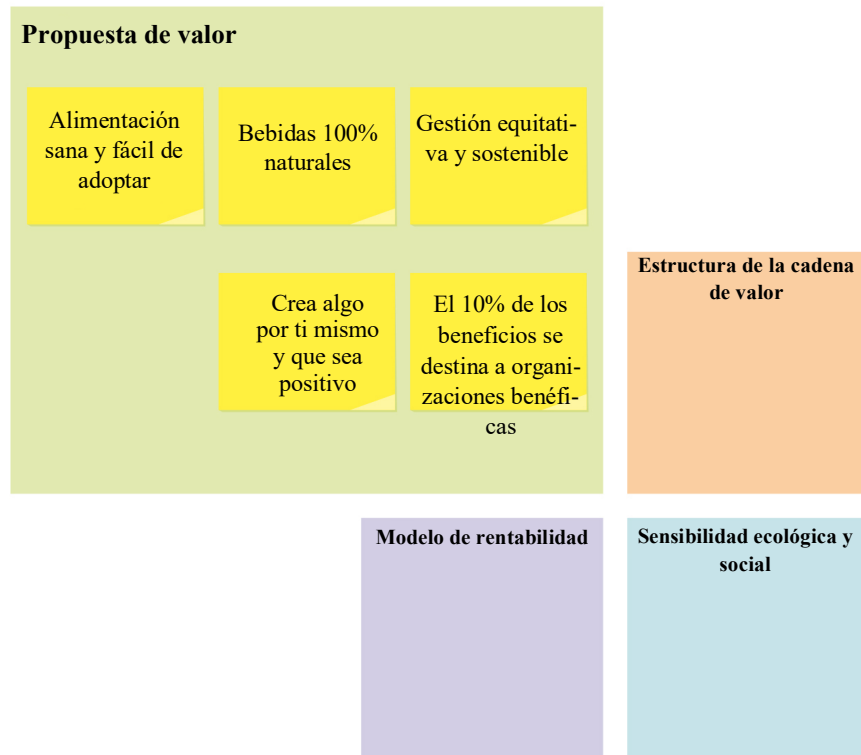 Propuesta de valor
Alimentación
sana y fácil de
adoptar
Bebidas 100%
naturales
Gestión equitati-
va y sostenible
Crea algo
por ti mismo
y que sea
positivo
El 10% de los
beneficios se
destina a organi-
zaciones benéfi-
cas
Estructura de la cadena
de valor
Modelo de rentabilidad
Sensibilidad ecológica y
social